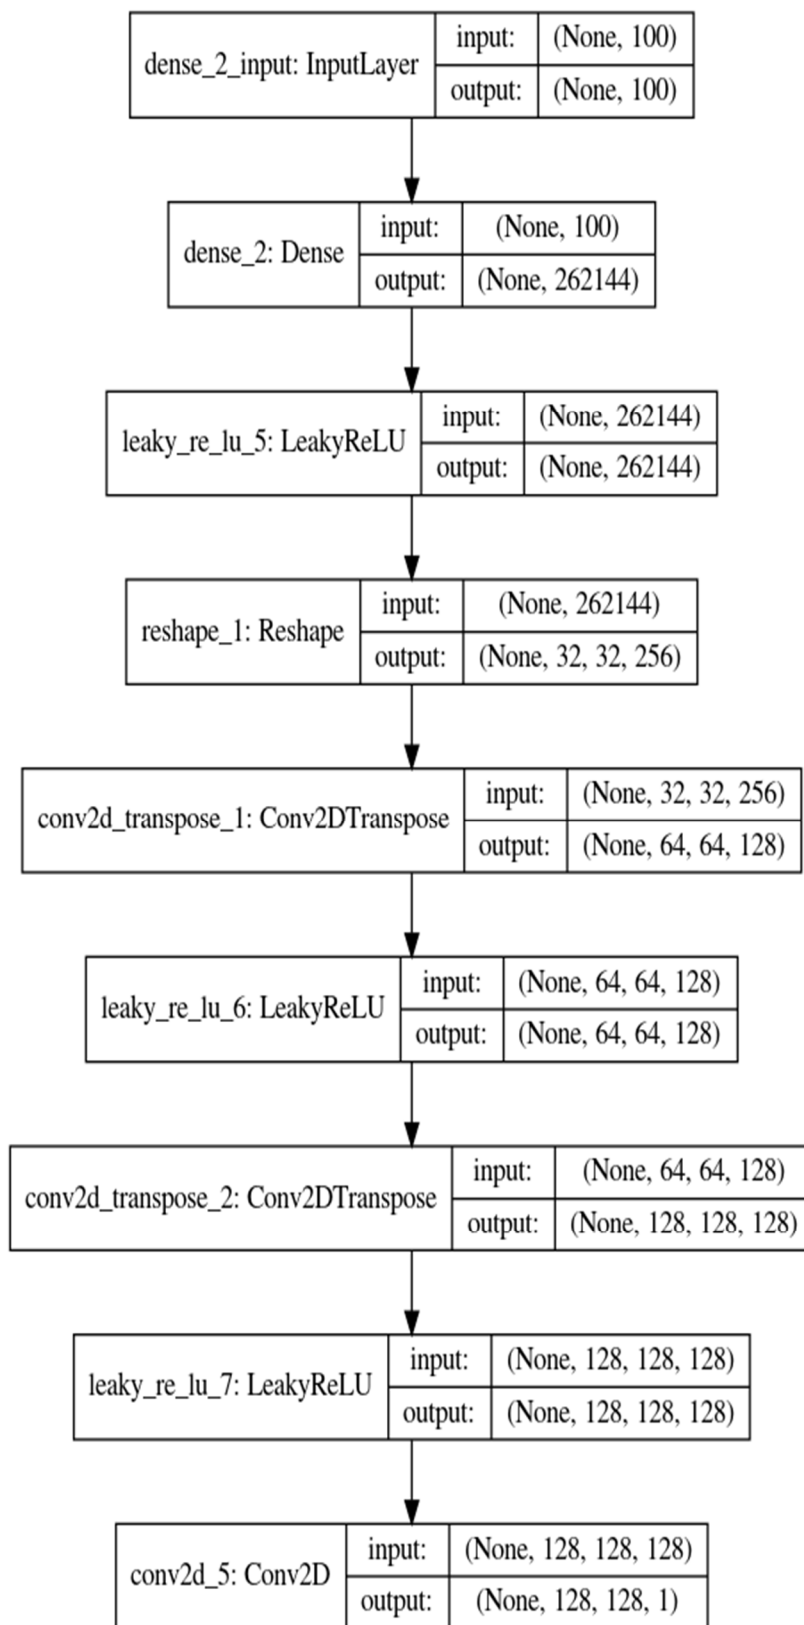 dense_2_input: InputLayer
input: (None, 100)
output: (None, 100)
dense_2: Dense
input: (None, 100)
output: (None, 262144)
leaky_re_lu_5: LeakyReLU
input: (None, 262144)
output: (None, 262144)
reshape_1: Reshape
input: (None, 262144)
output: (None, 32, 32, 256)
conv2d_transpose_1: Conv2DTranspose
input: (None, 32, 32, 256)
output: (None, 64, 64, 128)
leaky_re_lu_6: LeakyReLU
input: (None, 64, 64, 128)
output: (None, 64, 64, 128)
conv2d_transpose_2: Conv2DTranspose
input: (None, 64, 64, 128)
output: (None, 128, 128, 128)
leaky_re_lu_7: LeakyReLU
input: (None, 128, 128, 128)
output: (None, 128, 128, 128)
conv2d_5: Conv2D
input: (None, 128, 128, 128)
output: (None, 128, 128, 1)